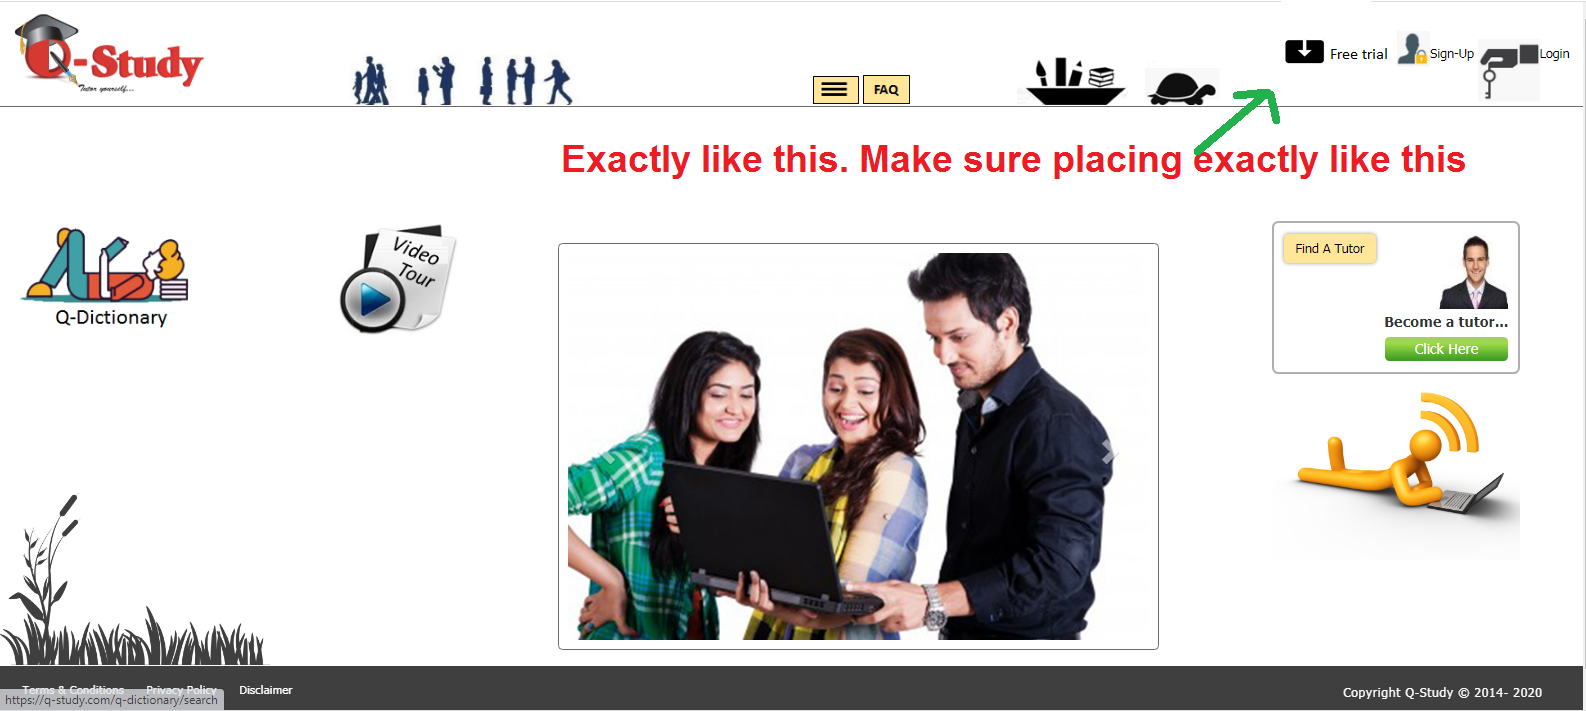 Q-Study
Tutor yourself...
FAQ
Free trial
Sign-Up
Login
Exactly like this. Make sure placing exactly like this
Q-Dictionary
Video
Tour
Find A Tutor
Become a tutor...
Click Here
Terms & Conditions Privacy Policy Disclaimer
https://q-study.com/q-dictionary/search
Copyright Q-Study © 2014- 2020